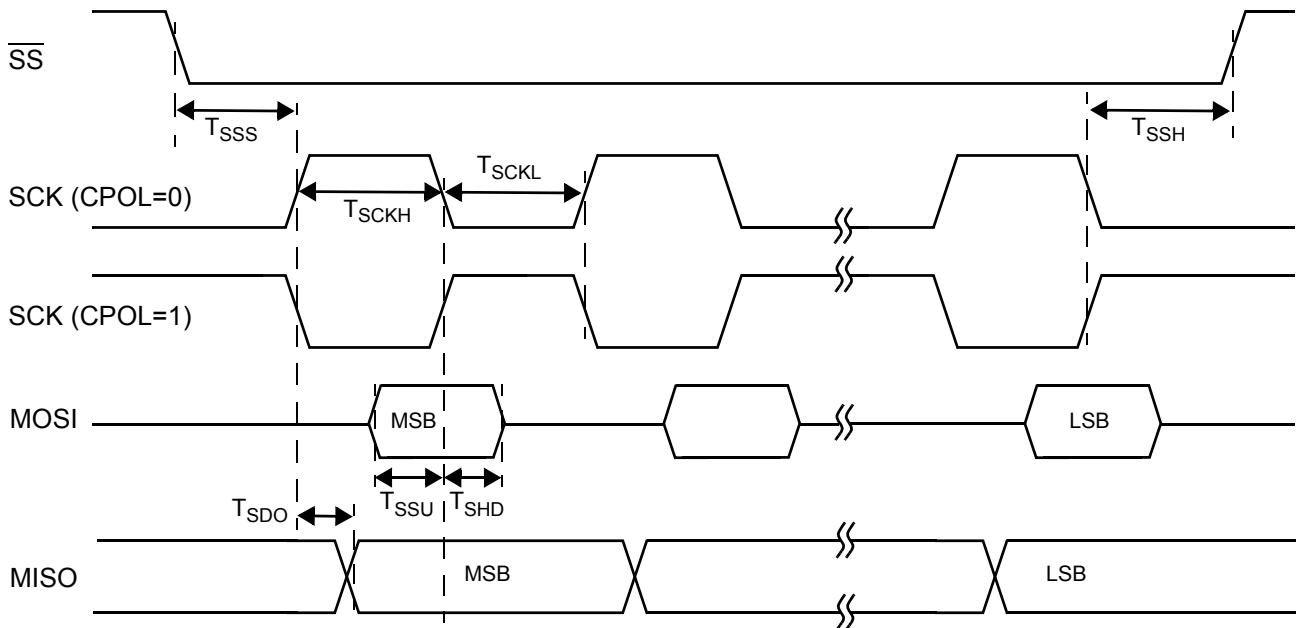 SS
TSSS
TSSH
SCK (CPOL=0)
TSCKH
TSCKL
SCK (CPOL=1)
MOSI
MSB
LSB
TSSU
TSHD
TSDO
MISO
MSB
LSB